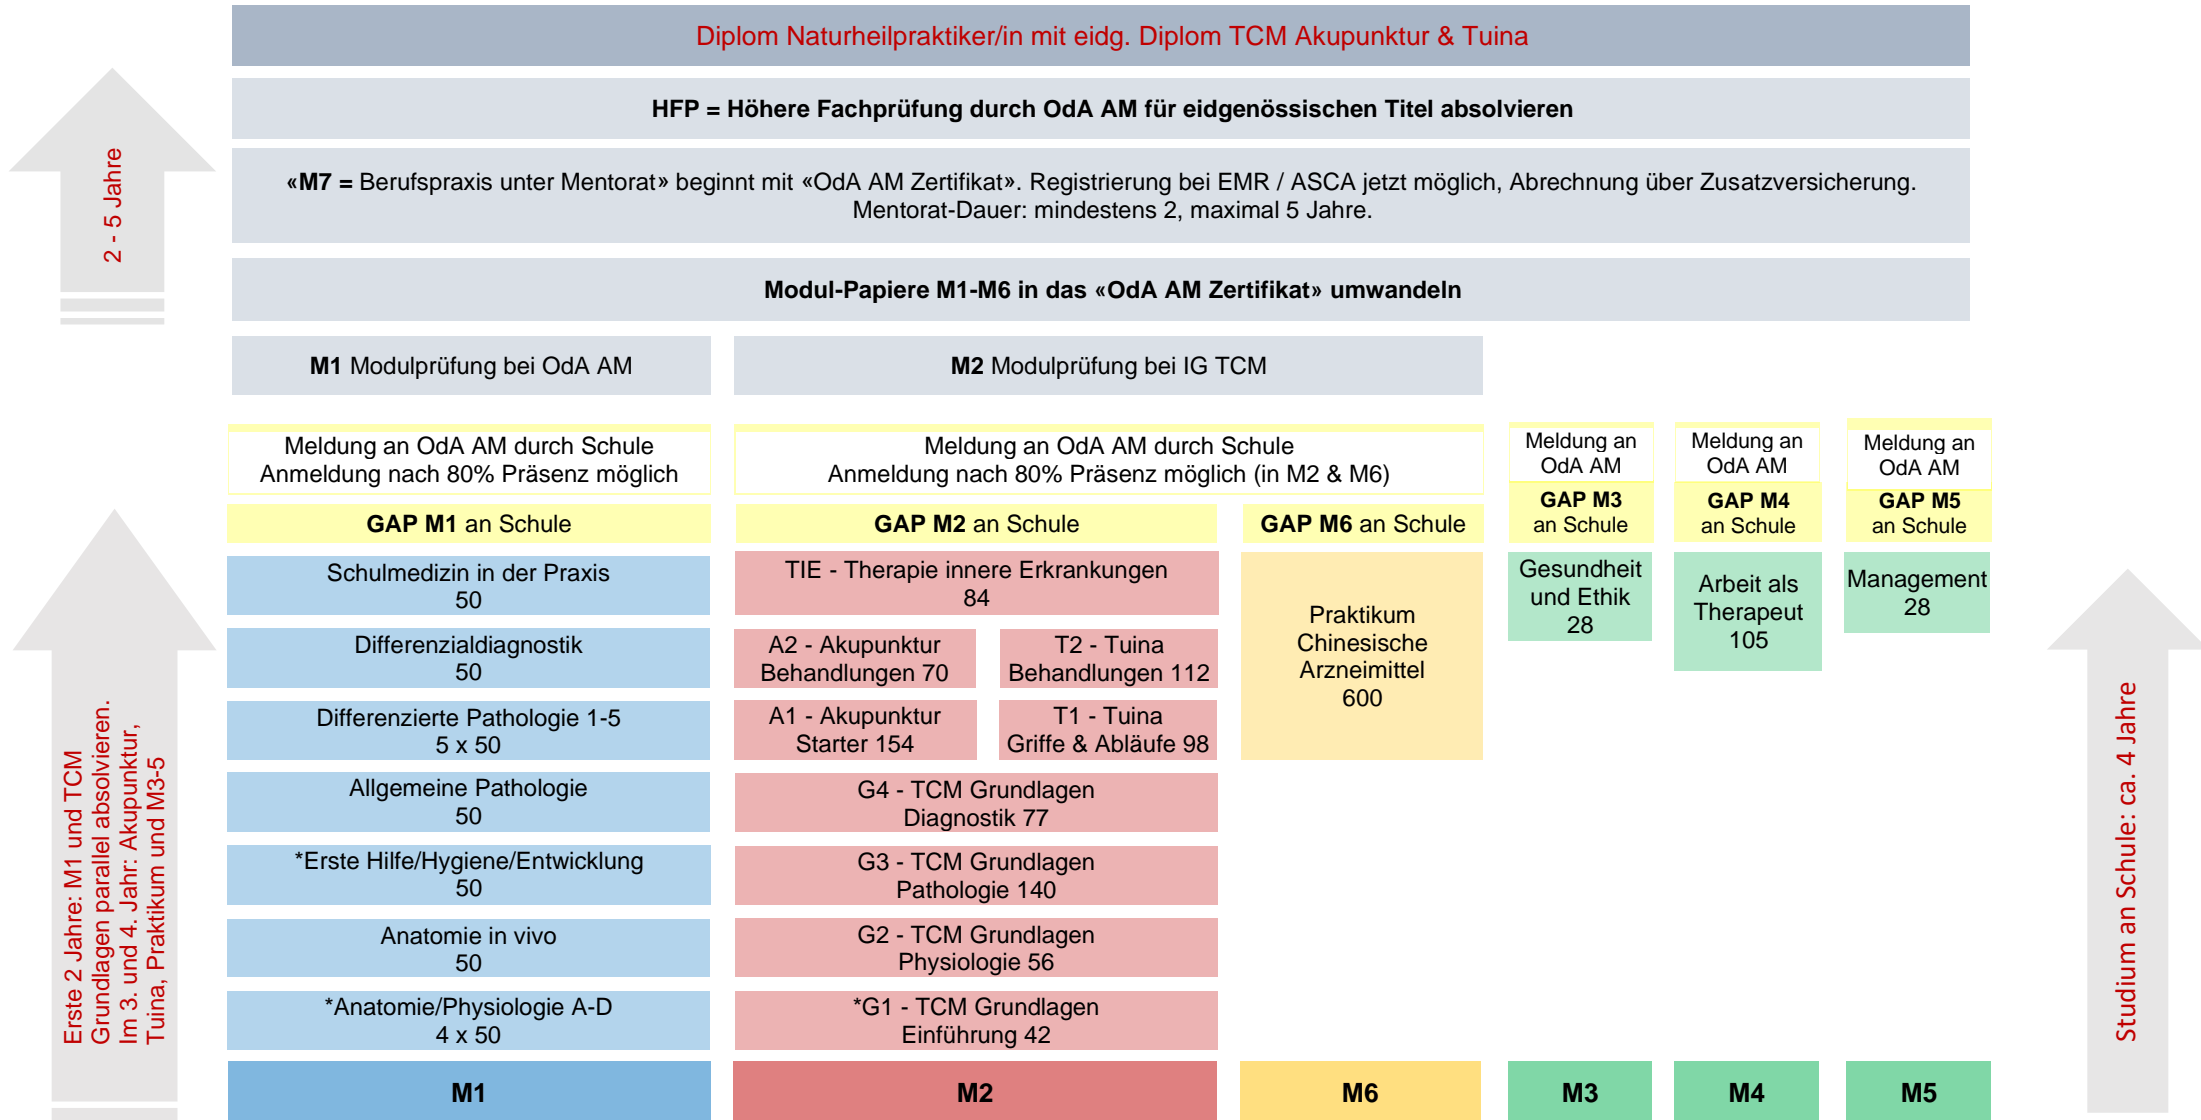 Diplom Naturheilpraktiker/in mit eidg. Diplom TCM Akupunktur & Tuina
HFP = Höhere Fachprüfung durch OdA AM für eidgenössischen Titel absolvieren
«M7 = Berufspraxis unter Mentorat» beginnt mit «OdA AM Zertifikat». Registrierung bei EMR / ASCA jetzt möglich, Abrechnung über Zusatzversicherung.
Mentorat-Dauer: mindestens 2, maximal 5 Jahre.
2 - 5 Jahre
Modul-Papiere M1-M6 in das «OdA AM Zertifikat» umwandeln
M1 Modulprüfung bei OdA AM
M2 Modulprüfung bei IG TCM
Meldung an OdA AM durch Schule
Anmeldung nach 80% Präsenz möglich
Meldung an OdA AM durch Schule
Anmeldung nach 80% Präsenz möglich (in M2 & M6)
Meldung an
OdA AM
Meldung an
OdA AM
Meldung an
OdA AM
GAP M1 an Schule
GAP M2 an Schule
GAP M6 an Schule
GAP M3
an Schule
GAP M4
an Schule
GAP M5
an Schule
Schulmedizin in der Praxis
50
Differenzialdiagnostik
50
Differenzierte Pathologie 1-5
5 x 50
Allgemeine Pathologie
50
*Erste Hilfe/Hygiene/Entwicklung
50
Anatomie in vivo
50
*Anatomie/Physiologie A-D
4 x 50
TIE - Therapie innere Erkrankungen
84
A2 - Akupunktur
Behandlungen 70
T2 - Tuina
Behandlungen 112
A1 - Akupunktur
Starter 154
T1 - Tuina
Griffe & Abläufe 98
G4 - TCM Grundlagen
Diagnostik 77
G3 - TCM Grundlagen
Pathologie 140
G2 - TCM Grundlagen
Physiologie 56
*G1 - TCM Grundlagen
Einführung 42
Praktikum
Chinesische
Arzneimittel
600
Gesundheit
und Ethik
28
Arbeit als
Therapeut
105
Management
28
Erste 2 Jahre: M1 und TCM
Grundlagen parallel absolvieren.
Im 3. und 4. Jahr: Akupunktur,
Tuina, Praktikum und M3-5
Studium an Schule: ca. 4 Jahre
M1
M2
M6
M3
M4
M5